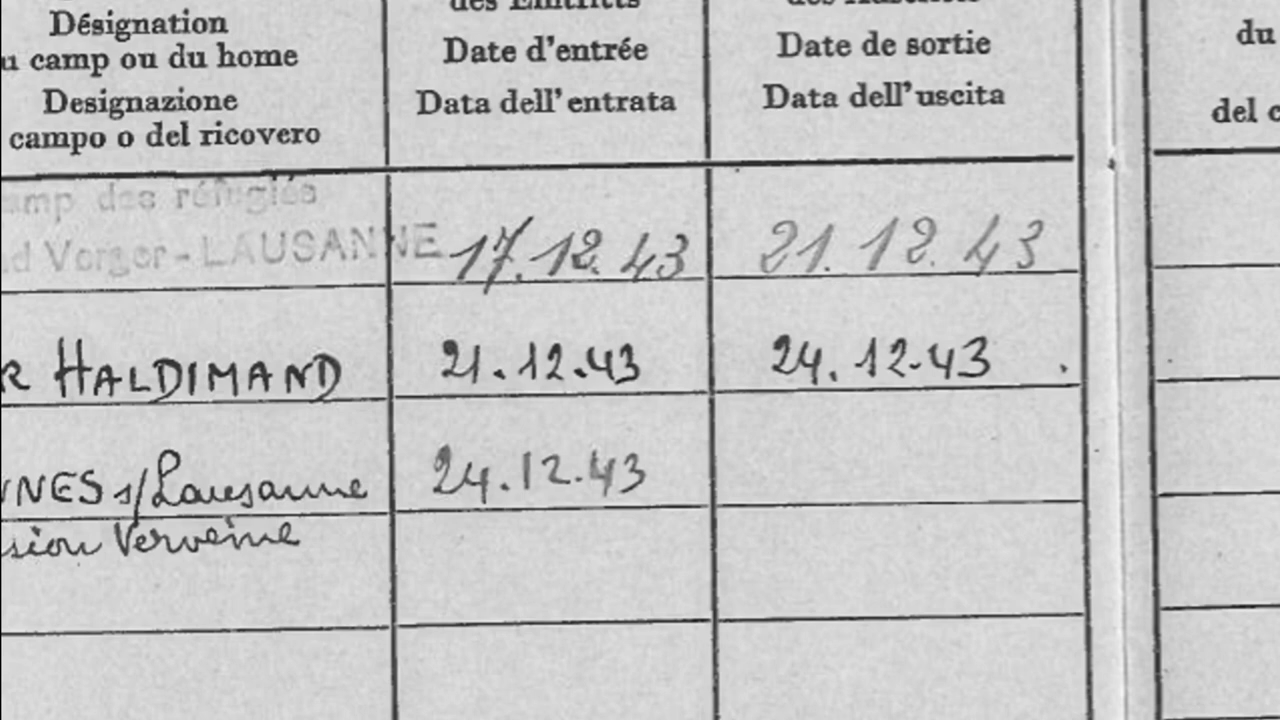 Désignation
u camp ou du home
Designazione
campo o del ricovero
des Eintritts
Date d'entrée
Data dell'entrata
Date de sortie
Data dell'uscita
du
del c
amp des réfugiés
d Verger - LAUSANNE 17.12.43 21.12.43
R HALDIMAND 21.12.43 24.12.43.
NNES s/Lausanne 24.12.43
sion Verveine